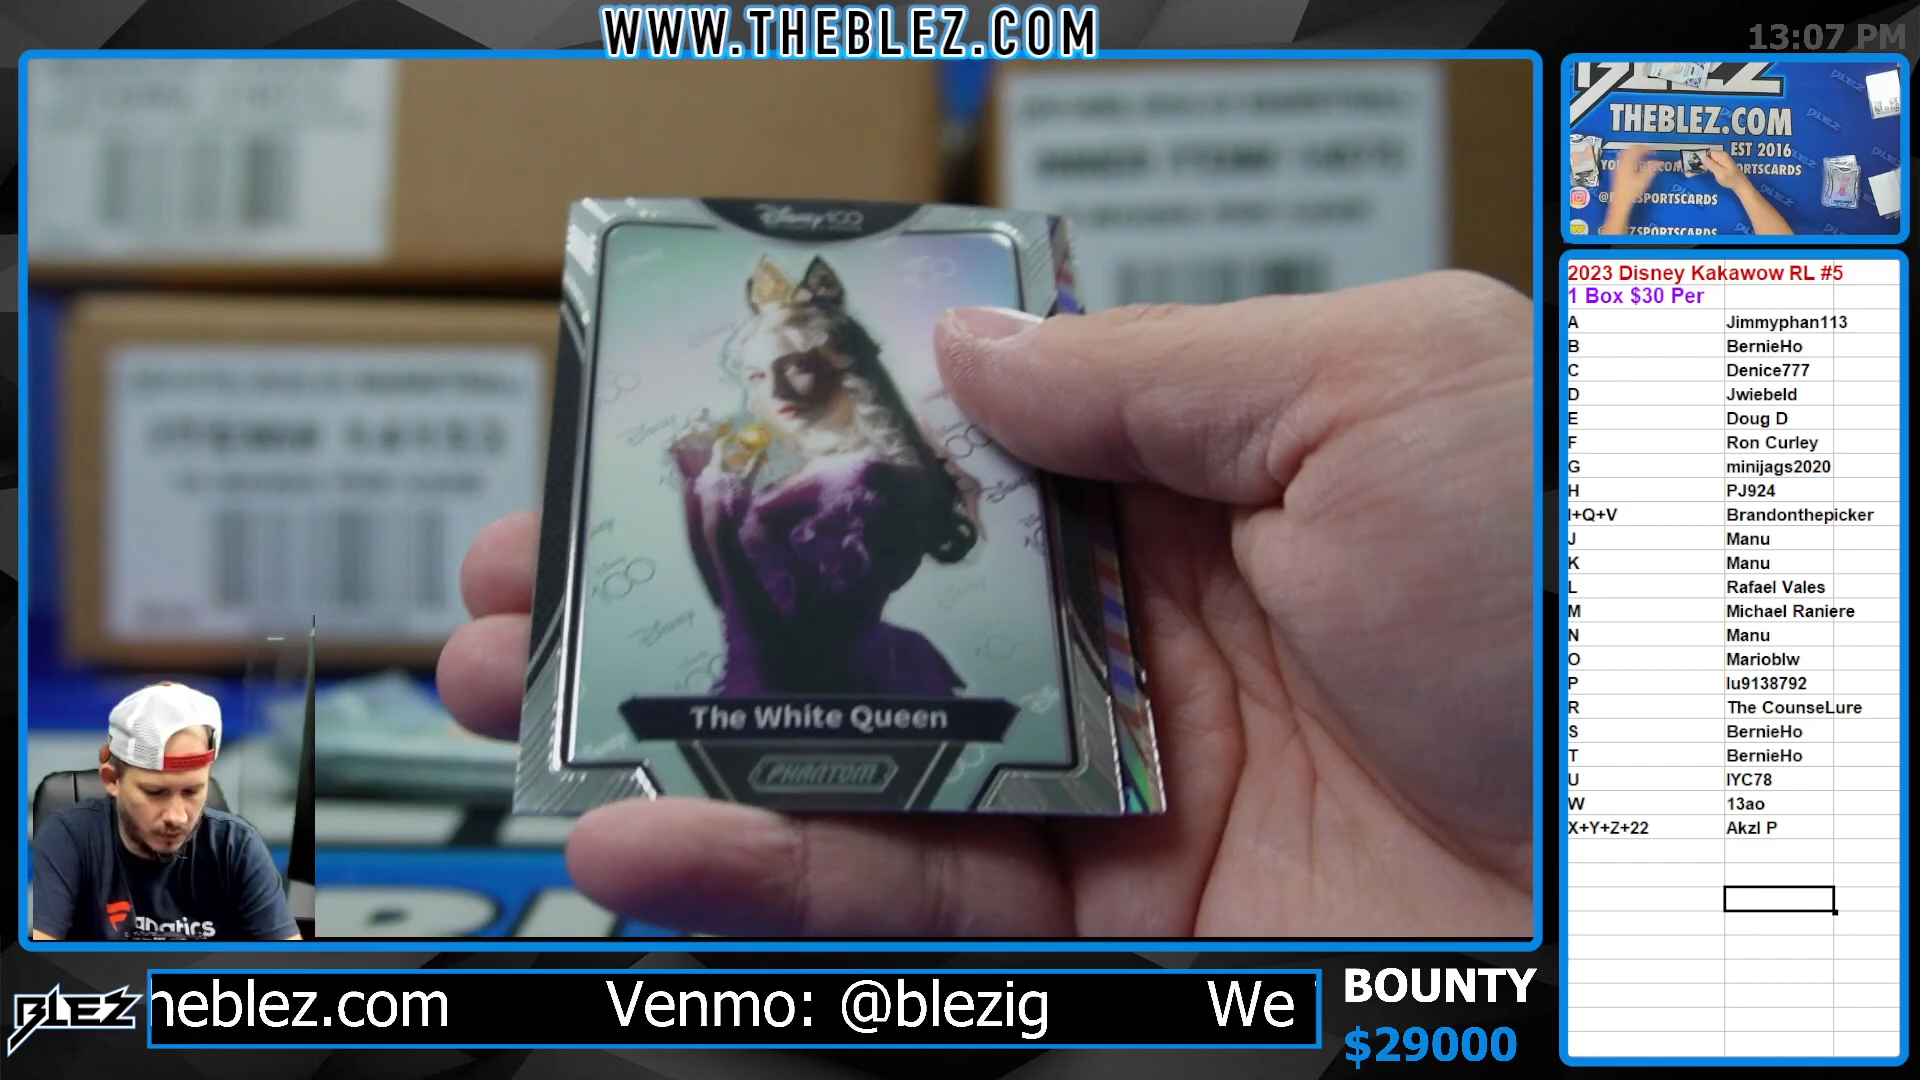 WWW.THEBLEZ.COM
13:07 PM
Disney100
The White Queen
PHANTOM
THEBLEZ.COM
EST 2016
2023 Disney Kakawow RL #5
1 Box $30 Per
A Jimmyphan113
B BernieHo
C Denice777
D Jwiebeld
E Doug D
F Ron Curley
G minijags2020
H PJ924
I+Q+V Brandonthepicker
J Manu
K Manu
L Rafael Vales
M Michael Raniere
N Manu
O Marioblw
P lu9138792
R The CounseLure
S BernieHo
T BernieHo
U IYC78
W 13ao
X+Y+Z+22 Akzl P
BLEZ
heblez.com Venmo: @blezig We
BOUNTY
$29000